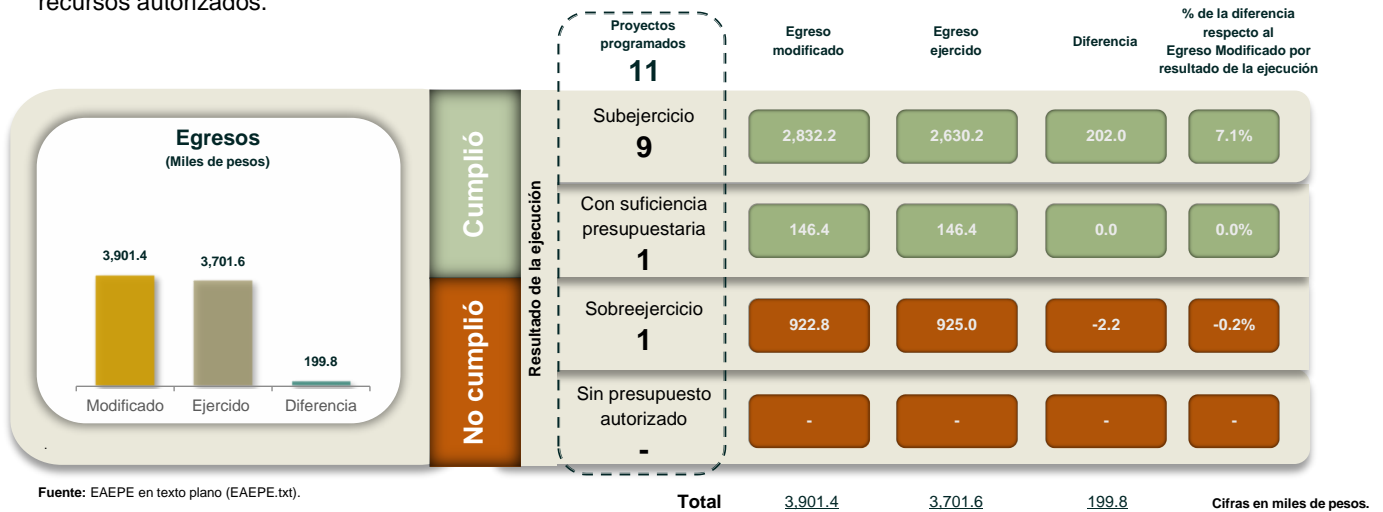 recursos autorizados.
Proyectos
programados
11
Egreso
modificado
Egreso
ejercido
Diferencia
% de la diferencia
respecto al
Egreso Modificado por
resultado de la ejecución
Egresos
(Miles de pesos)
3,901.4
3,701.6
199.8
Modificado
Ejercido
Diferencia
.
Cumplió
No cumplió
Resultado de la ejecución
Subejercicio
9
2,832.2
2,630.2
202.0
7.1%
Con suficiencia
presupuestaria
1
146.4
146.4
0.0
0.0%
Sobreejercicio
1
922.8
925.0
-2.2
-0.2%
Sin presupuesto
autorizado
-
-
-
-
-
Fuente: EAEPE en texto plano (EAEPE.txt).
Total 3,901.4 3,701.6 199.8 Cifras en miles de pesos.